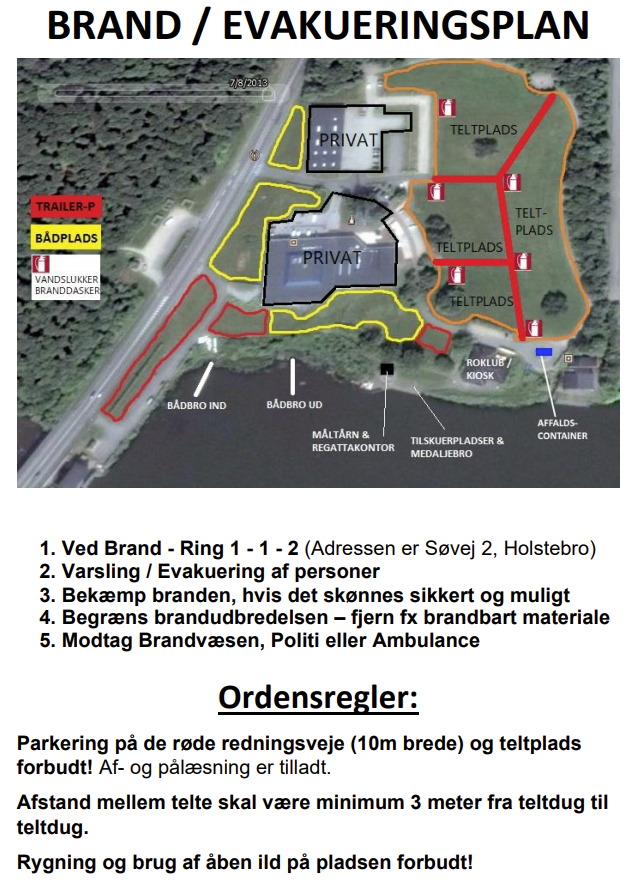 BRAND / EVAKUERINGSPLAN
7/8/2013
PRIVAT
TELTPLADS
TRAILER-P
BÅDPLADS
VANDSLUKKER
BRANDDASKER
PRIVAT
TELTPLADS
TELT-
PLADS
TELTPLADS
BÅDBRO IND
BÅDBRO UD
MÅLTÅRN &
REGATTAKONTOR
TILSKUERPLADSER &
MEDALJEBRO
ROKLUB /
KIOSK
AFFALDS-
CONTAINER
1. Ved Brand - Ring 1 - 1 - 2 (Adressen er Søvej 2, Holstebro)
2. Varsling / Evakuering af personer
3. Bekæmp branden, hvis det skønnes sikkert og muligt
4. Begræns brandudbredelsen – fjern fx brandbart materiale
5. Modtag Brandvæsen, Politi eller Ambulance
Ordensregler:
Parkering på de røde redningsveje (10m brede) og teltplads
forbudt! Af- og pålæsning er tilladt.
Afstand mellem telte skal være minimum 3 meter fra teltdug til
teltdug.
Rygning og brug af åben ild på pladsen forbudt!